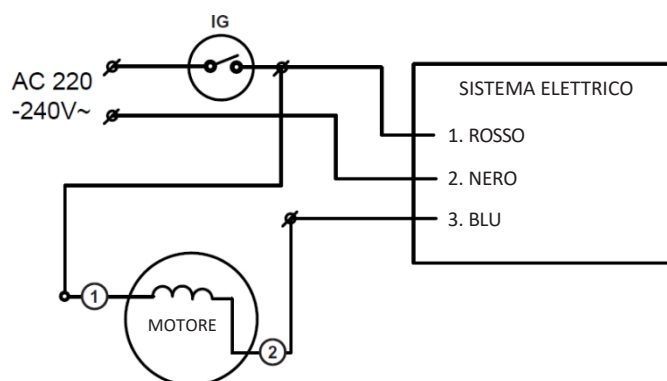 IG
AC 220
-240V~
SISTEMA ELETTRICO
1. ROSSO
2. NERO
3. BLU
1
MOTORE
2